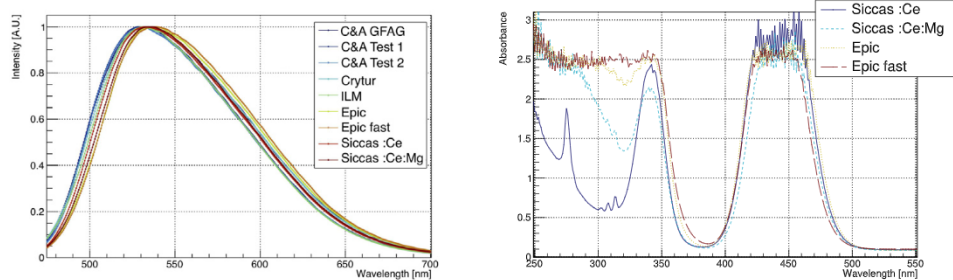 Intensity [A.U.]
1
0.8
0.6
0.4
0.2
0
500
550
600
650
700
Wavelength [nm]
C&A GFAG
C&A Test 1
C&A Test 2
Crytur
ILM
Epic
Epic fast
Siccas :Ce
Siccas :Ce:Mg
Absorbance
3
2.5
2
1.5
1
0.5
0
250
300
350
400
450
500
550
Wavelength [nm]
Siccas :Ce
Siccas :Ce:Mg
Epic
Epic fast